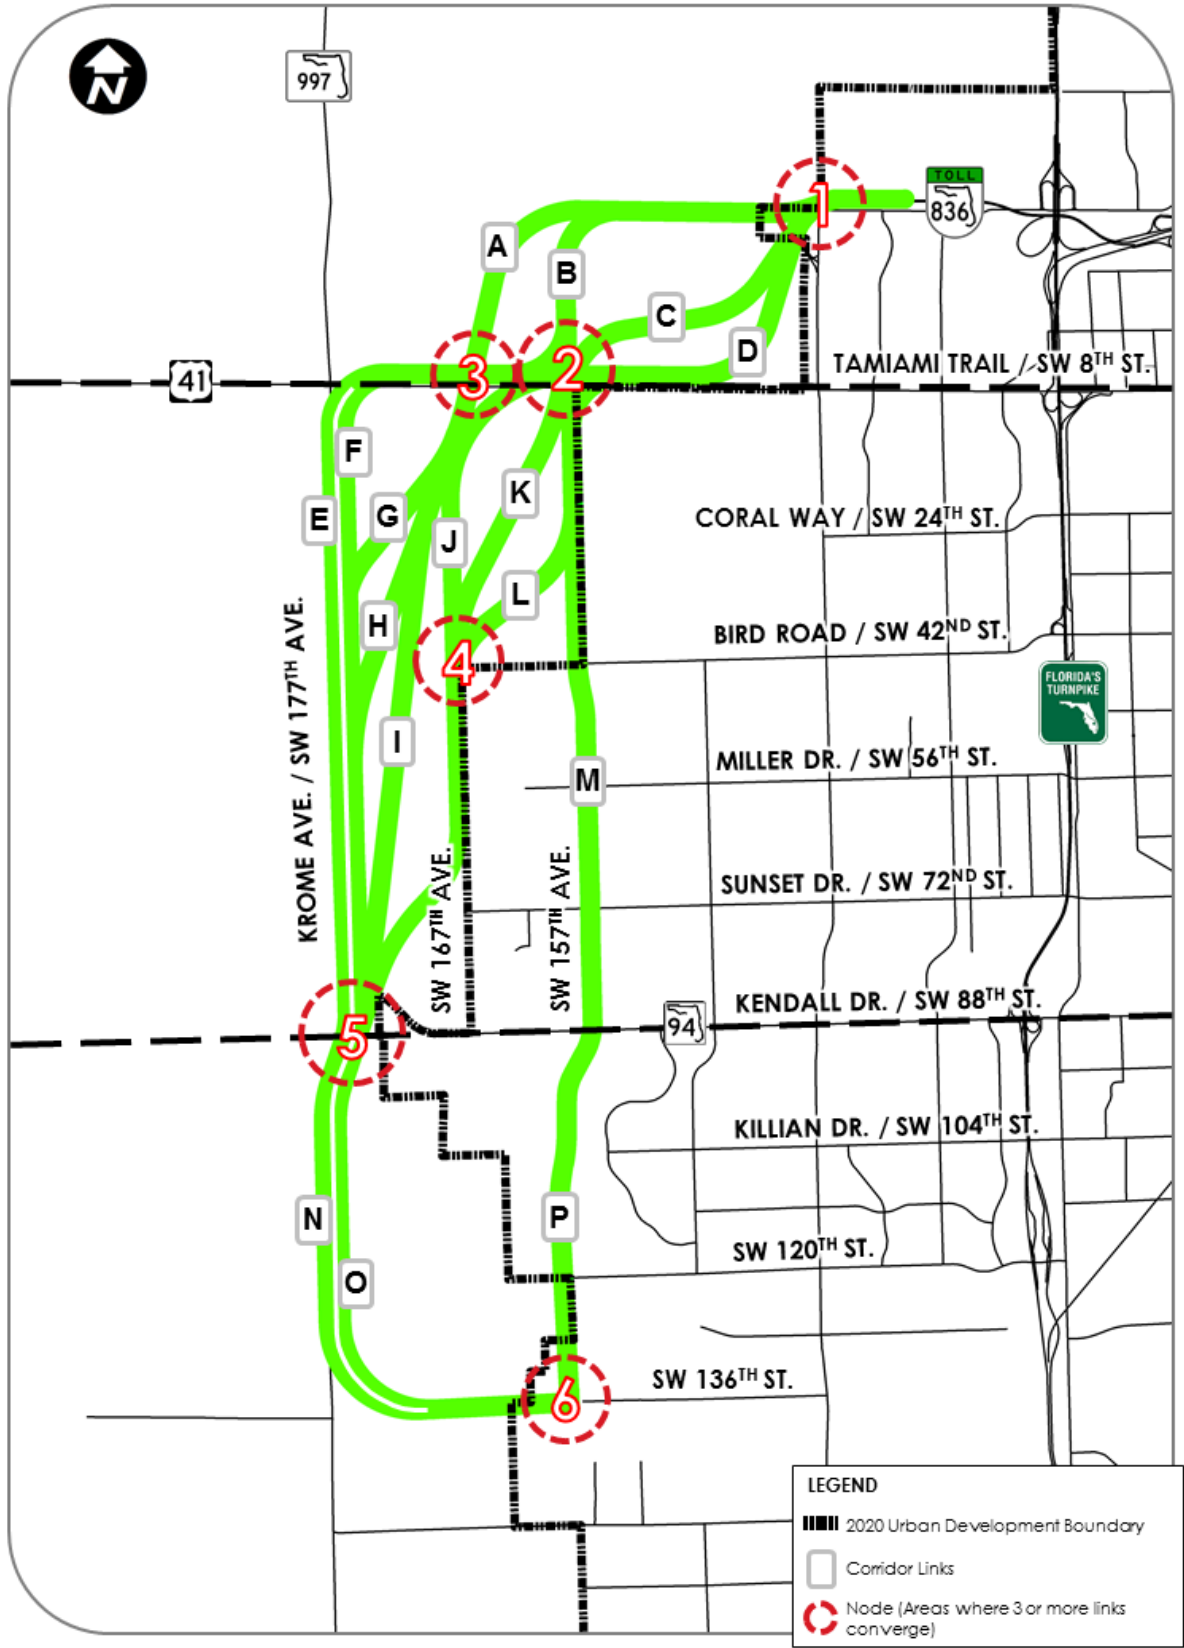 N
997
1
TOLL
836
A
B
C
D
TAMIAMI TRAIL / SW 8TH ST.
41
3
2
F
E
G
K
J
H
L
CORAL WAY / SW 24TH ST.
BIRD ROAD / SW 42ND ST.
4
FLORIDA'S
TURNPIKE
KROME AVE. / SW 177TH AVE.
I
M
MILLER DR. / SW 56TH ST.
SUNSET DR. / SW 72ND ST.
SW 167TH AVE.
SW 157TH AVE.
KENDALL DR. / SW 88TH ST.
94
5
KILLIAN DR. / SW 104TH ST.
N
P
O
SW 120TH ST.
SW 136TH ST.
6
LEGEND
2020 Urban Development Boundary
Corridor Links
Node (Areas where 3 or more links
converge)